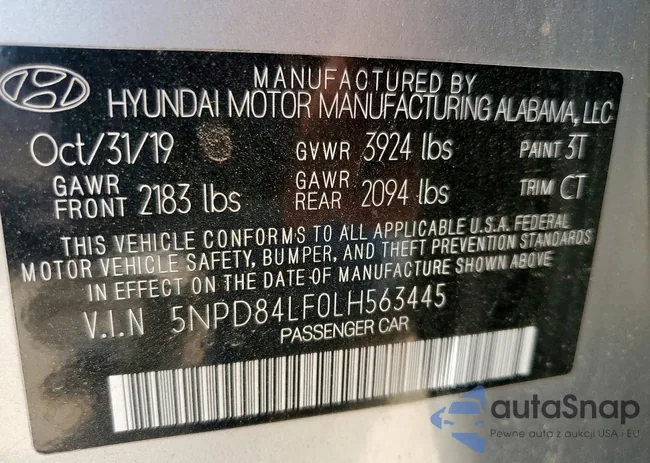 MANUFACTURED BY
HYUNDAI MOTOR MANUFACTURING ALABAMA, LLC
Oct/31/19 GVWR 3924 lbs PAINT 3T
GAWR FRONT 2183 lbs GAWR REAR 2094 lbs TRIM CT
THIS VEHICLE CONFORMS TO ALL APPLICABLE U.S.A. FEDERAL
MOTOR VEHICLE SAFETY, BUMPER, AND THEFT PREVENTION STANDARDS
IN EFFECT ON THE DATE OF MANUFACTURE SHOWN ABOVE
V.I.N 5NPD84LF0LH563445
PASSENGER CAR
autaSnap
Pewne auta z aukcji USA i EU